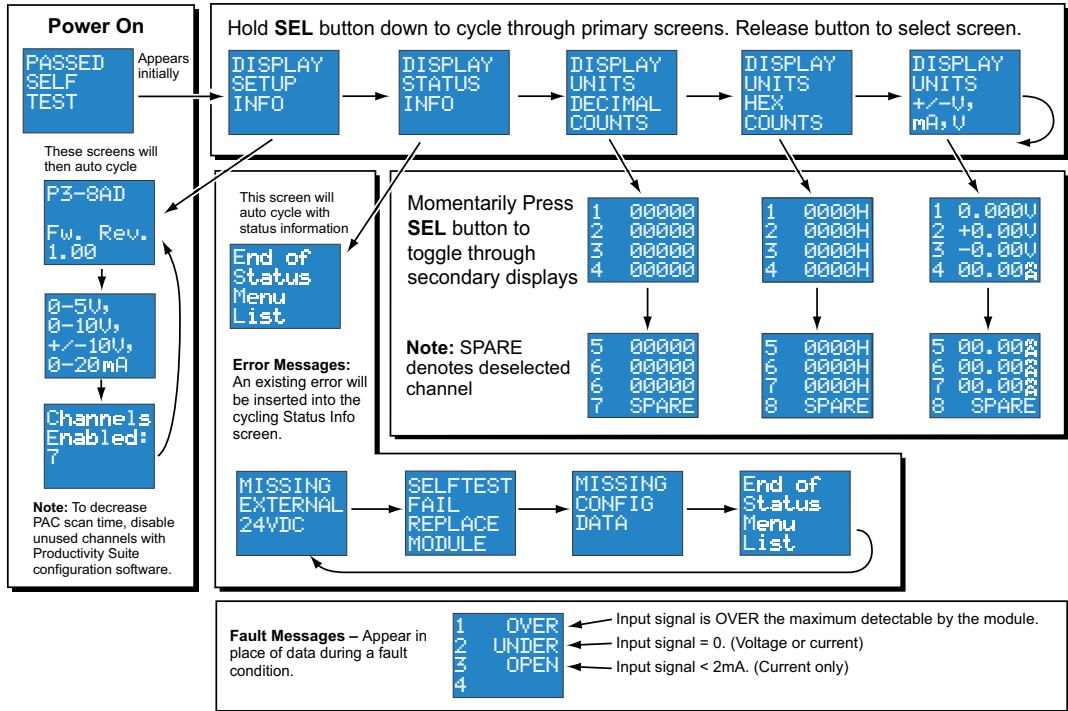 Power On
PASSED
SELF
TEST
Appears
initially
These screens will
then auto cycle
P3-8AD
Fw. Rev.
1.00
0-5V,
0-10V,
+/-10V,
0-20mA
Channels
Enabled:
7
Note: To decrease
PAC scan time, disable
unused channels with
Productivity Suite
configuration software.
Hold SEL button down to cycle through primary screens. Release button to select screen.
DISPLAY
SETUP
INFO
DISPLAY
STATUS
INFO
DISPLAY
UNITS
DECIMAL
COUNTS
DISPLAY
UNITS
HEX
COUNTS
DISPLAY
UNITS
+/-V,
mA,V
This screen will
auto cycle with
status information
End of
Status
Menu
List
Error Messages:
An existing error will
be inserted into the
cycling Status Info
screen.
Momentarily Press
SEL button to
toggle through
secondary displays
Note: SPARE
denotes deselected
channel
1 00000
2 00000
3 00000
4 00000
5 00000
6 00000
6 00000
7 SPARE
1 0000H
2 0000H
3 0000H
4 0000H
5 0000H
6 0000H
7 0000H
8 SPARE
1 0.000V
2 +0.00V
3 -0.00V
4 00.00mA
5 00.00mA
6 00.00mA
7 00.00mA
8 SPARE
MISSING
EXTERNAL
24VDC
SELFTEST
FAIL
REPLACE
MODULE
MISSING
CONFIG
DATA
End of
Status
Menu
List
Fault Messages – Appear in
place of data during a fault
condition.
1 OVER
2 UNDER
3 OPEN
4
Input signal is OVER the maximum detectable by the module.
Input signal = 0. (Voltage or current)
Input signal < 2mA. (Current only)